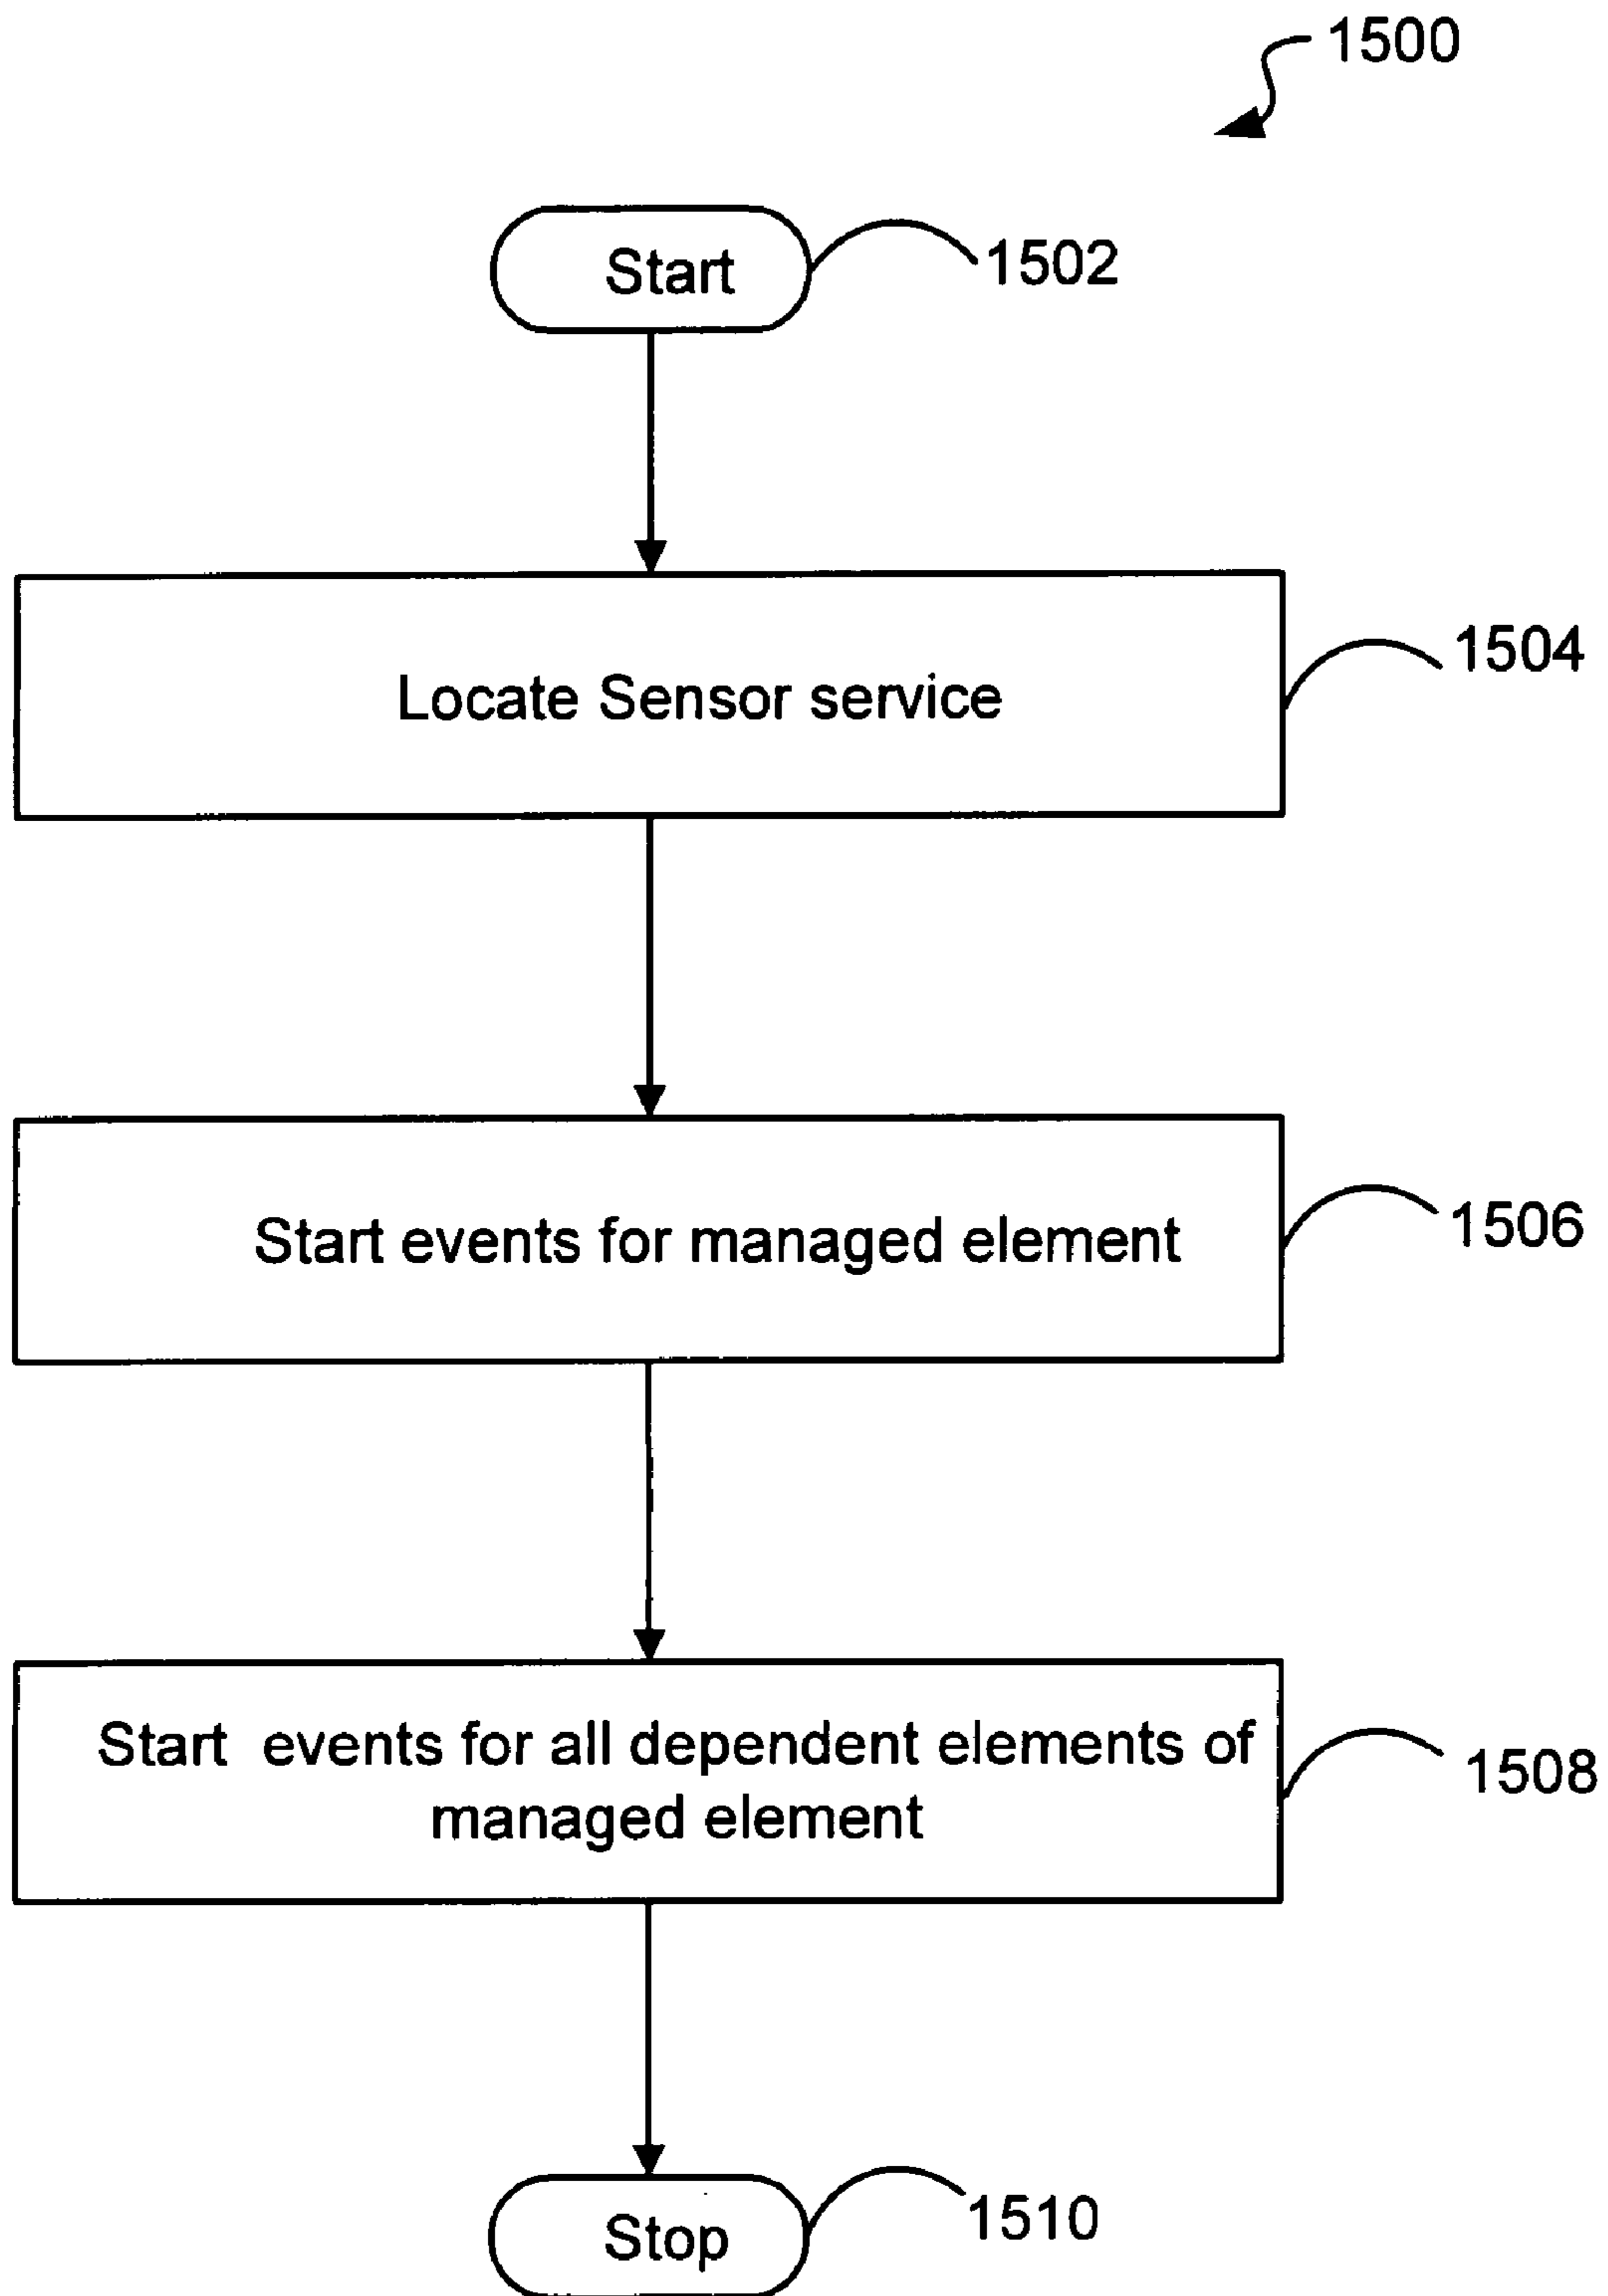 1500
Start
1502
Locate Sensor service
1504
Start events for managed element
1506
Start events for all dependent elements of
managed element
1508
Stop
1510